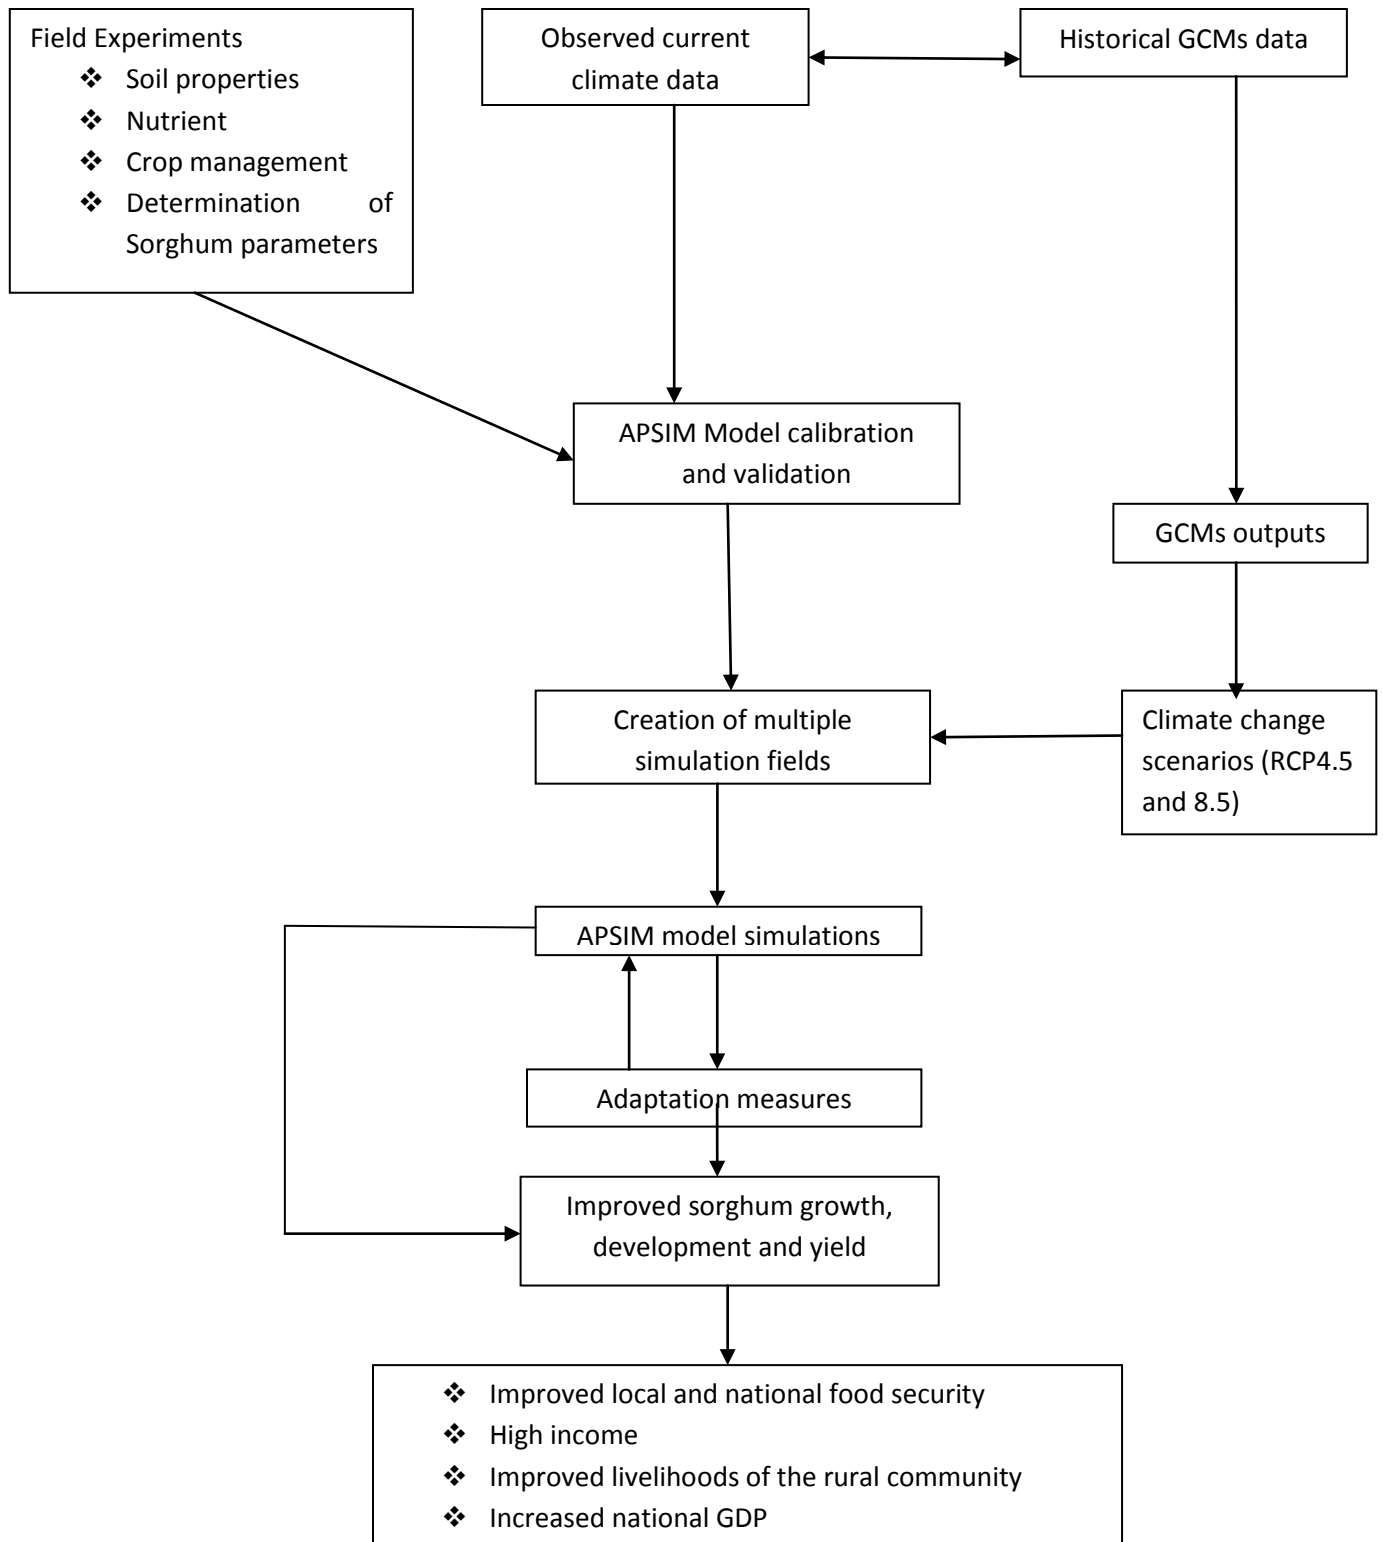 Field Experiments
❖ Soil properties
❖ Nutrient
❖ Crop management
❖ Determination of
Sorghum parameters
Observed current
climate data
Historical GCMs data
APSIM Model calibration
and validation
GCMs outputs
Creation of multiple
simulation fields
Climate change
scenarios (RCP4.5
and 8.5)
APSIM model simulations
Adaptation measures
Improved sorghum growth,
development and yield
❖ Improved local and national food security
❖ High income
❖ Improved livelihoods of the rural community
❖ Increased national GDP